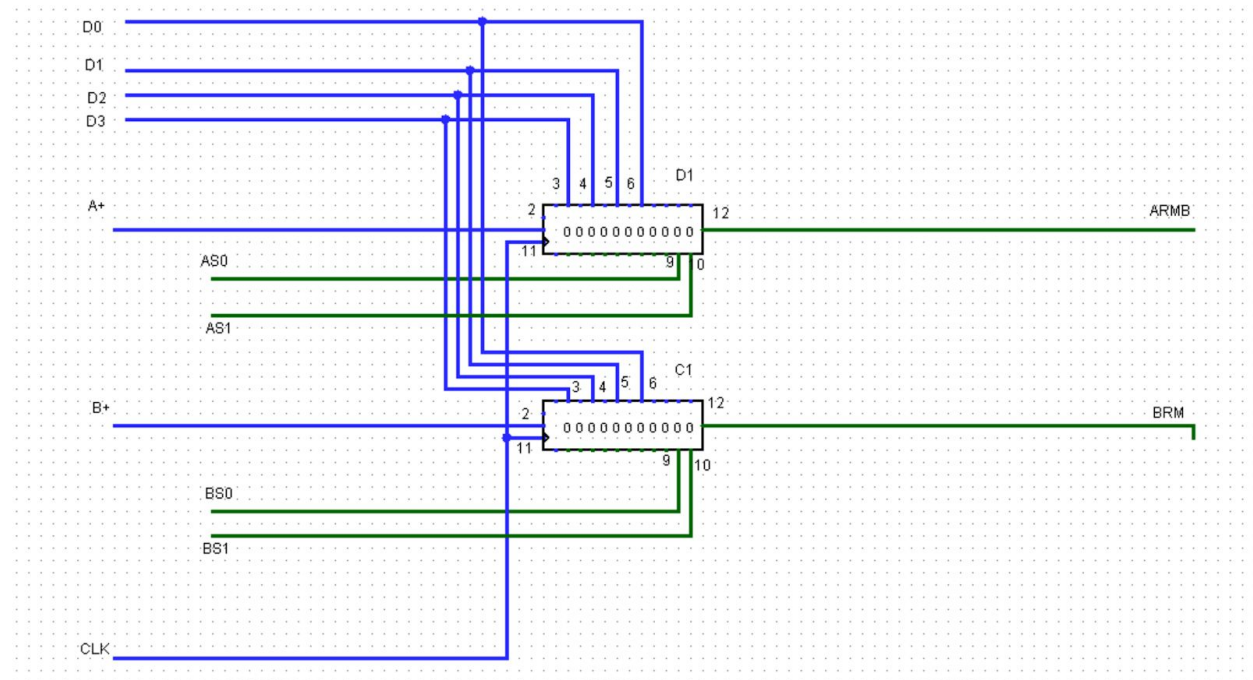 D0
D1
D2
D3
3 4 5 6 D1
A+ 2 12 ARMB
00000000000
11
AS0 9 10
AS1
C1
3 4 5 6
B+ 2 12 BRM
00000000000
11 9 10
BS0
BS1
CLK